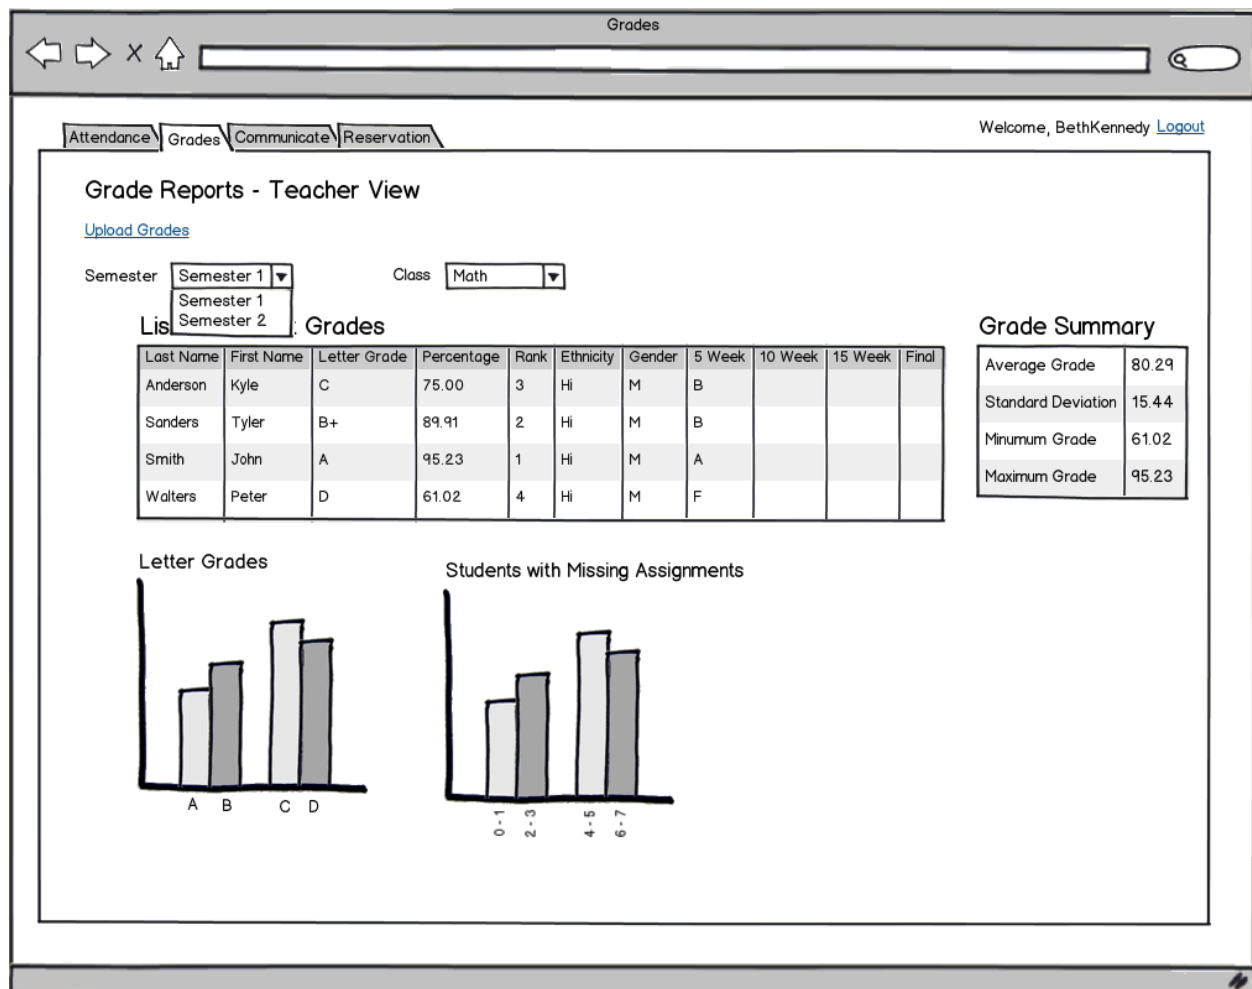 Grades
Attendance Grades Communicate Reservation
Welcome, BethKennedy Logout
Grade Reports - Teacher View
Upload Grades
Semester Semester 1 Class Math
Semester 1
Semester 2
: Grades
Grade Summary
Last Name First Name Letter Grade Percentage Rank Ethnicity Gender 5 Week 10 Week 15 Week Final
Anderson Kyle C 75.00 3 Hi M B
Sanders Tyler B+ 89.91 2 Hi M B
Smith John A 95.23 1 Hi M A
Walters Peter D 61.02 4 Hi M F
Average Grade 80.29
Standard Deviation 15.44
Minumum Grade 61.02
Maximum Grade 95.23
Letter Grades
A B C D
Students with Missing Assignments
0 - 1 2 - 3 4 - 5 6 - 7